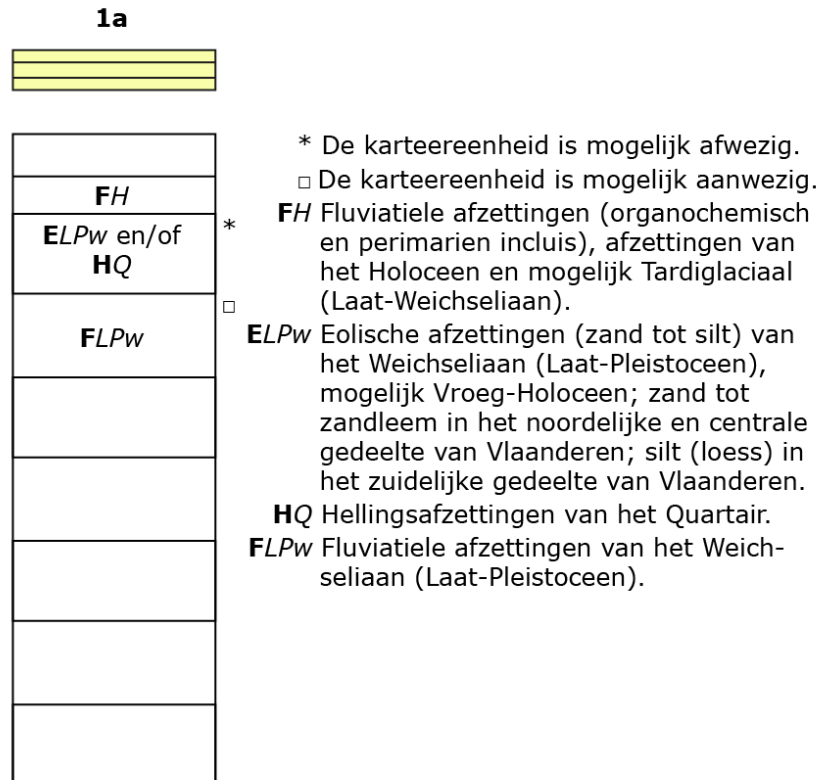 1a
FH
ELPw en/of
HQ
*
□
FLPw
* De karteereenheid is mogelijk afwezig.
□ De karteereenheid is mogelijk aanwezig.
FH Fluviatiele afzettingen (organochemisch
en perimarien incluis), afzettingen van
het Holoceen en mogelijk Tardiglaciaal
(Laat-Weichseliaan).
ELPw Eolische afzettingen (zand tot silt) van
het Weichseliaan (Laat-Pleistoceen),
mogelijk Vroeg-Holoceen; zand tot
zandleem in het noordelijke en centrale
gedeelte van Vlaanderen; silt (loess) in
het zuidelijke gedeelte van Vlaanderen.
HQ Hellingsafzettingen van het Quartair.
FLPw Fluviatiele afzettingen van het Weich-
seliaan (Laat-Pleistoceen).